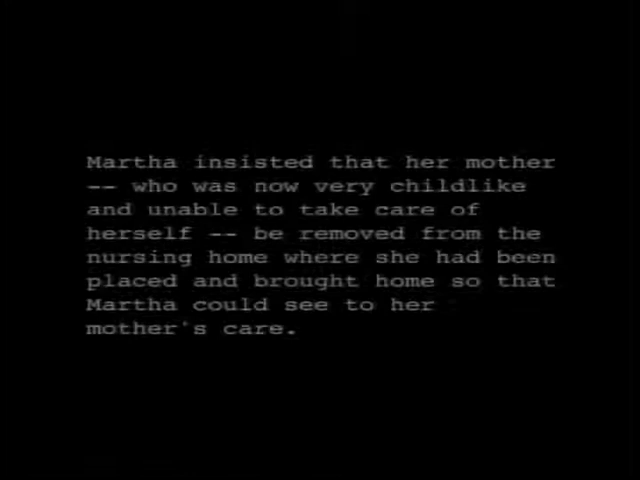 Martha insisted that her mother
-- who was now very childlike
and unable to take care of
herself -- be removed from the
nursing home where she had been
placed and brought home so that
Martha could see to her
mother's care.